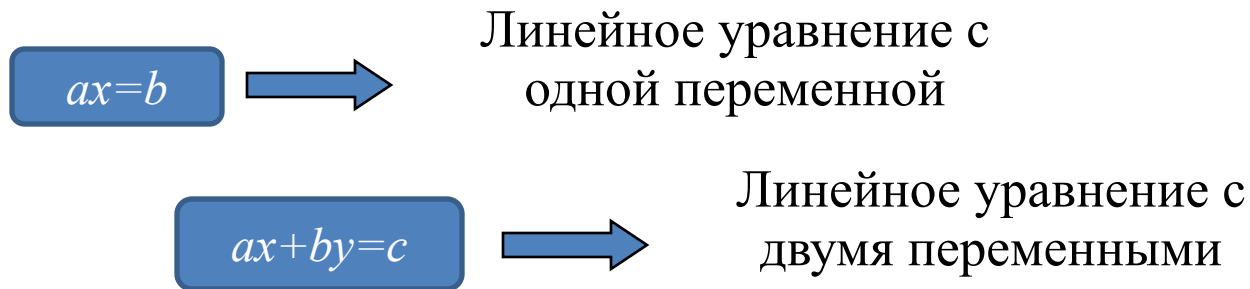 ax=b
Линейное уравнение с
одной переменной
ax+by=c
Линейное уравнение с
двумя переменными